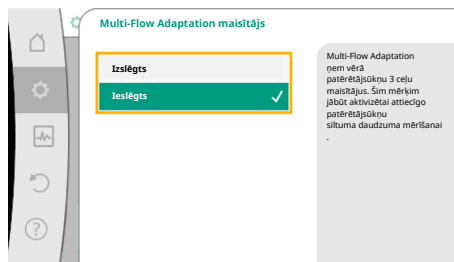 Multi-Flow Adaptation maisītājs
Izslēgts
Ieslēgts
Multi-Flow Adaptation
ņem vērā
patērētājsūkņu 3 ceļu
maisītājus. Šim mērķim
jābūt aktivizētai attiecīgo
patērētājsūkņu
siltuma daudzuma mērīšanai
.
?